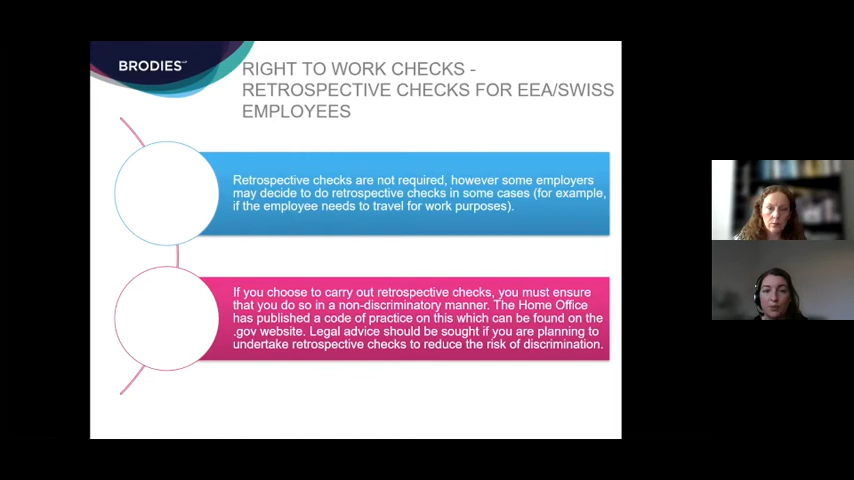 BRODIES LLP
RIGHT TO WORK CHECKS -
RETROSPECTIVE CHECKS FOR EEA/SWISS
EMPLOYEES
Retrospective checks are not required, however some employers
may decide to do retrospective checks in some cases (for example,
if the employee needs to travel for work purposes).
If you choose to carry out retrospective checks, you must ensure
that you do so in a non-discriminatory manner. The Home Office
has published a code of practice on this which can be found on the
.gov website. Legal advice should be sought if you are planning to
undertake retrospective checks to reduce the risk of discrimination.